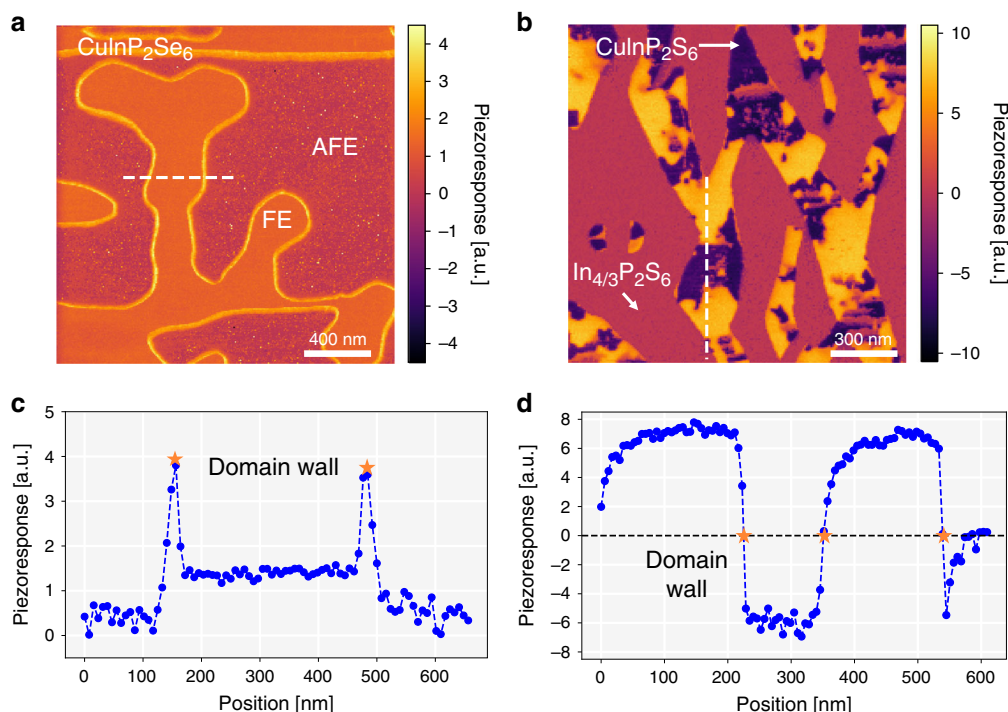 a
CuInP₂Se₆
AFE
FE
400 nm
4
3
2
1
0
−1
−2
−3
−4
Piezoresponse [a.u.]
b
CuInP₂S₆
In₄/₃P₂S₆
300 nm
10
5
0
−5
−10
Piezoresponse [a.u.]
c
5
4
3
2
1
0
Piezoresponse [a.u.]
Domain wall
0 100 200 300 400 500 600
Position [nm]
d
8
6
4
2
0
−2
−4
−6
−8
Piezoresponse [a.u.]
Domain
wall
0 100 200 300 400 500 600
Position [nm]